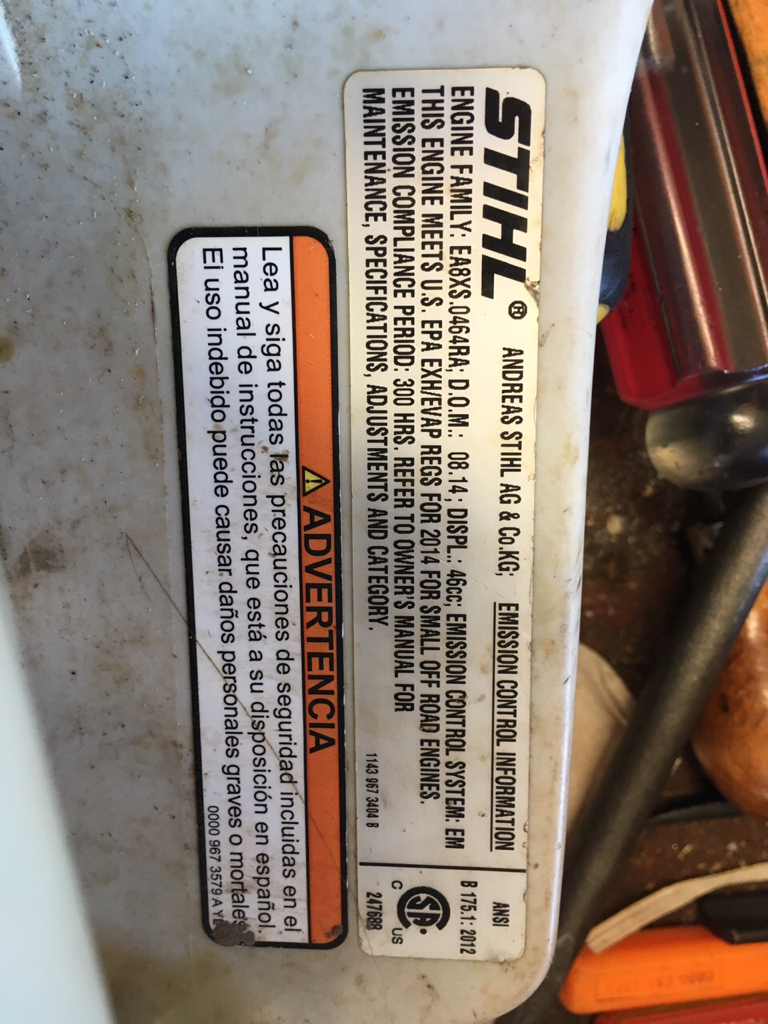 STIHL® ANDREAS STIHL AG & Co.KG; EMISSION CONTROL INFORMATION
ENGINE FAMILY: EA8XS.0464RA; D.O.M.: 08.14; DISPL.: 46cc; EMISSION CONTROL SYSTEM: EM
THIS ENGINE MEETS U.S. EPA EXH/EVAP REGS FOR 2014 FOR SMALL OFF ROAD ENGINES.
EMISSION COMPLIANCE PERIOD: 300 HRS. REFER TO OWNER'S MANUAL FOR
MAINTENANCE, SPECIFICATIONS, ADJUSTMENTS AND CATEGORY.
1143 967 3404 B
ANSI
B 175.1: 2012
C SA US
247688
⚠ ADVERTENCIA
Lea y siga todas las precauciones de seguridad incluidas en el
manual de instrucciones, que está a su disposición en español.
El uso indebido puede causar daños personales graves o mortales
0000 967 3579 A